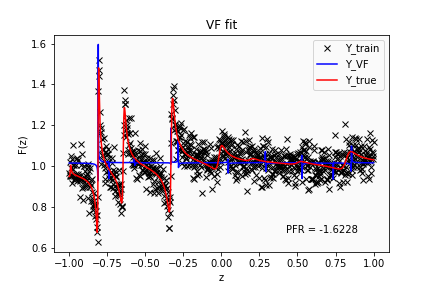 VF fit
Y_train
Y_VF
Y_true
F(z)
1.6
1.4
1.2
1.0
0.8
0.6
PFR = -1.6228
−1.00 −0.75 −0.50 −0.25 0.00 0.25 0.50 0.75 1.00
z